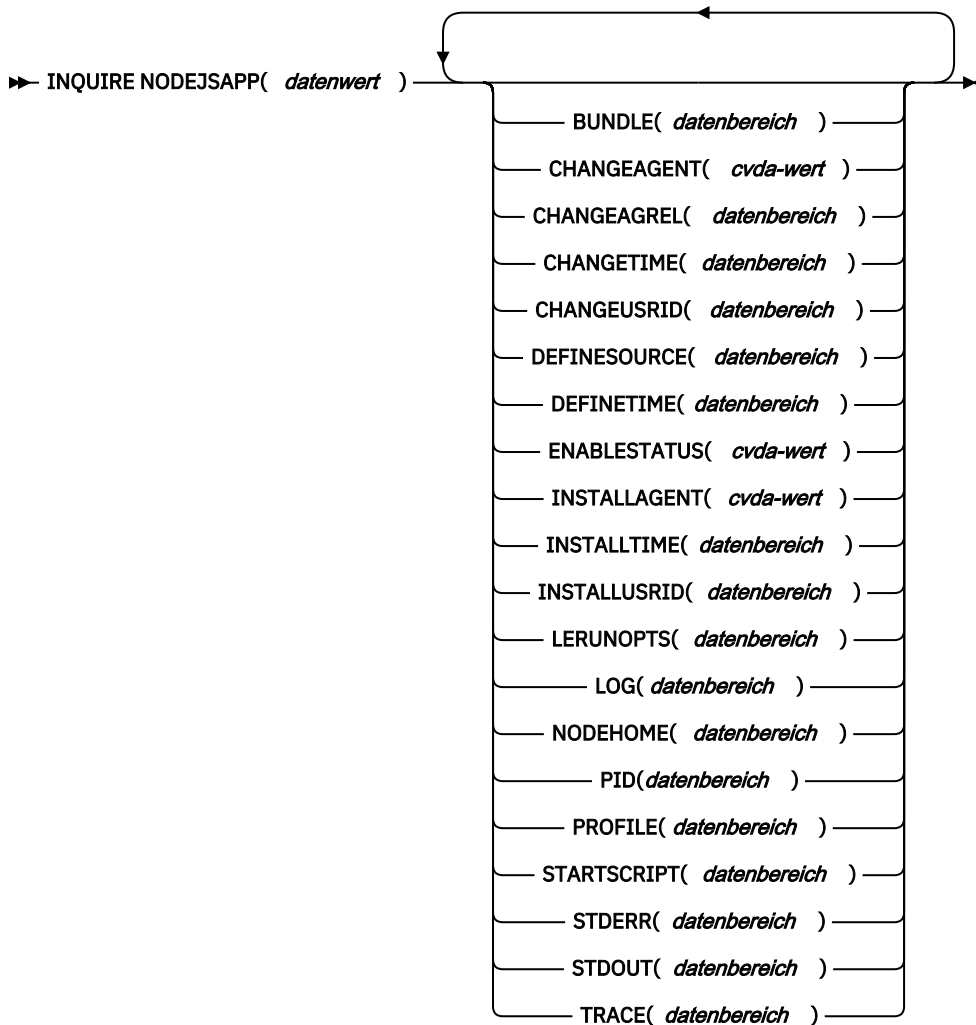 INQUIRE NODEJSAPP( datenwert )
BUNDLE( datenbereich )
CHANGEAGENT( cvda-wert )
CHANGEAGREL( datenbereich )
CHANGETIME( datenbereich )
CHANGEUSRID( datenbereich )
DEFINESOURCE( datenbereich )
DEFINETIME( datenbereich )
ENABLESTATUS( cvda-wert )
INSTALLAGENT( cvda-wert )
INSTALLTIME( datenbereich )
INSTALLUSRID( datenbereich )
LERUNOPTS( datenbereich )
LOG( datenbereich )
NODEHOME( datenbereich )
PID(datenbereich )
PROFILE( datenbereich )
STARTSCRIPT( datenbereich )
STDERR( datenbereich )
STDOUT( datenbereich )
TRACE( datenbereich )